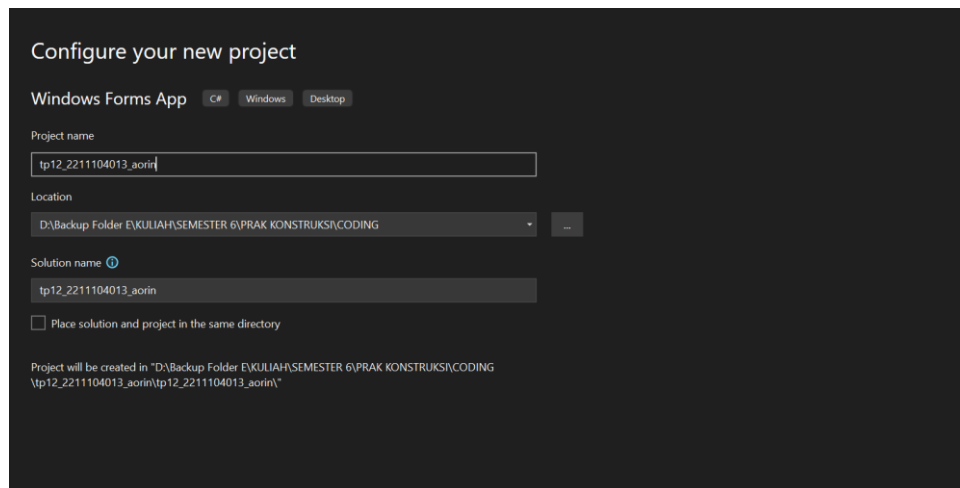 Configure your new project
Windows Forms App C# Windows Desktop
Project name
tp12_2211104013_aorin
Location
D:\Backup Folder E\KULIAH\SEMESTER 6\PRAK KONSTRUKSI\CODING
...
Solution name
tp12_2211104013_aorin
Place solution and project in the same directory
Project will be created in "D:\Backup Folder E\KULIAH\SEMESTER 6\PRAK KONSTRUKSI\CODING
\tp12_2211104013_aorin\tp12_2211104013_aorin\"